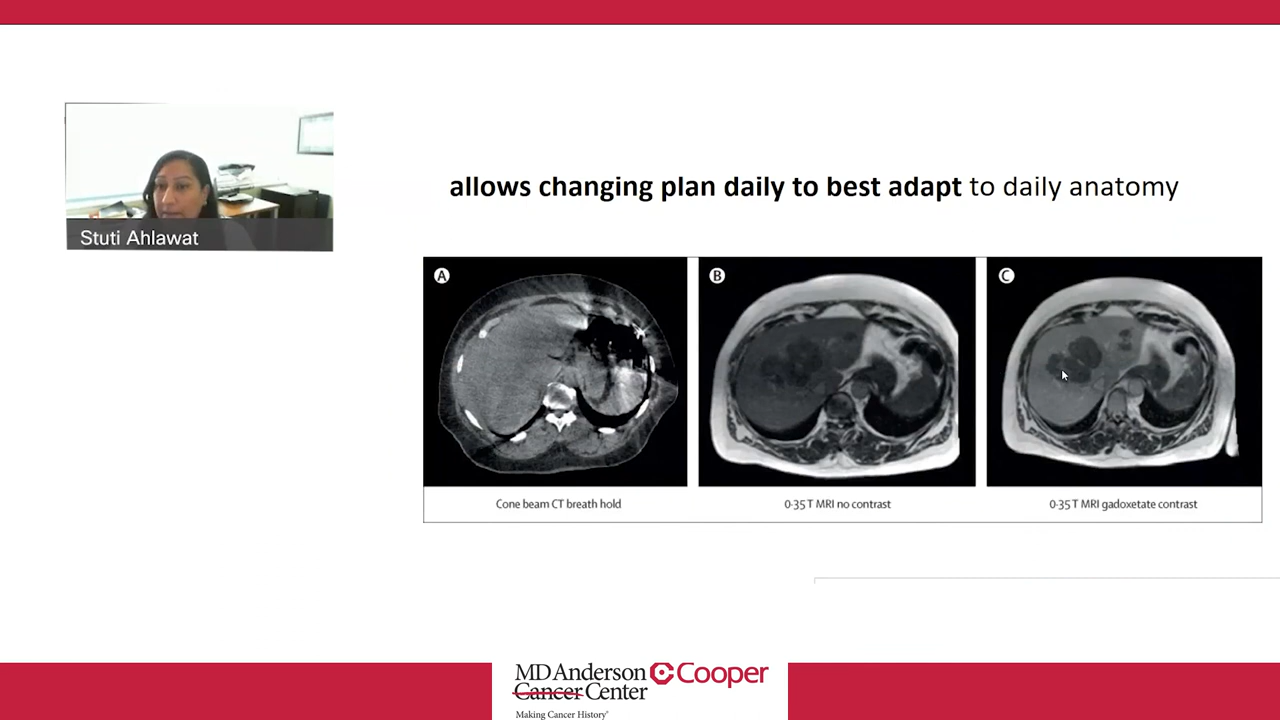 Stuti Ahlawat
allows changing plan daily to best adapt to daily anatomy
A
B
C
Cone beam CT breath hold
0·35 T MRI no contrast
0·35 T MRI gadoxetate contrast
MD Anderson
Cancer Center
Making Cancer History®
Cooper